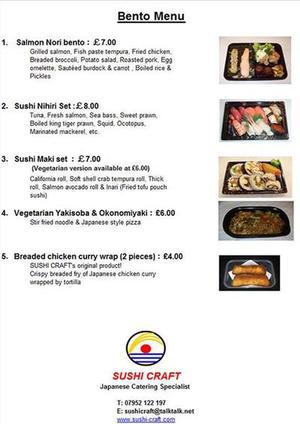 Bento Menu
1. Salmon Nori bento : £7.00
Grilled salmon, Fish paste tempura, Fried chicken,
Breaded broccoli, Potato salad, Roasted pork, Egg
omelette, Sautéed burdock & carrot , Boiled rice &
Pickles
2. Sushi Nihiri Set :£8.00
Tuna, Fresh salmon, Sea bass, Sweet prawn,
Boiled king tiger prawn, Squid, Ocotopus,
Marinated mackerel, etc.
3. Sushi Maki set : £7.00
(Vegetarian version available at £6.00)
California roll, Soft shell crab tempura roll, Thick
roll, Salmon avocado roll & Inari (Fried tofu pouch
sushi)
4. Vegetarian Yakisoba & Okonomiyaki : £6.00
Stir fried noodle & Japanese style pizza
5. Breaded chicken curry wrap (2 pieces) : £4.00
SUSHI CRAFT's original product!
Crispy breaded fry of Japanese chicken curry
wrapped by tortilla
SUSHI CRAFT
Japanese Catering Specialist
T: 07952 122 197
E: sushicraft@talktalk.net
www.sushi-craft.com